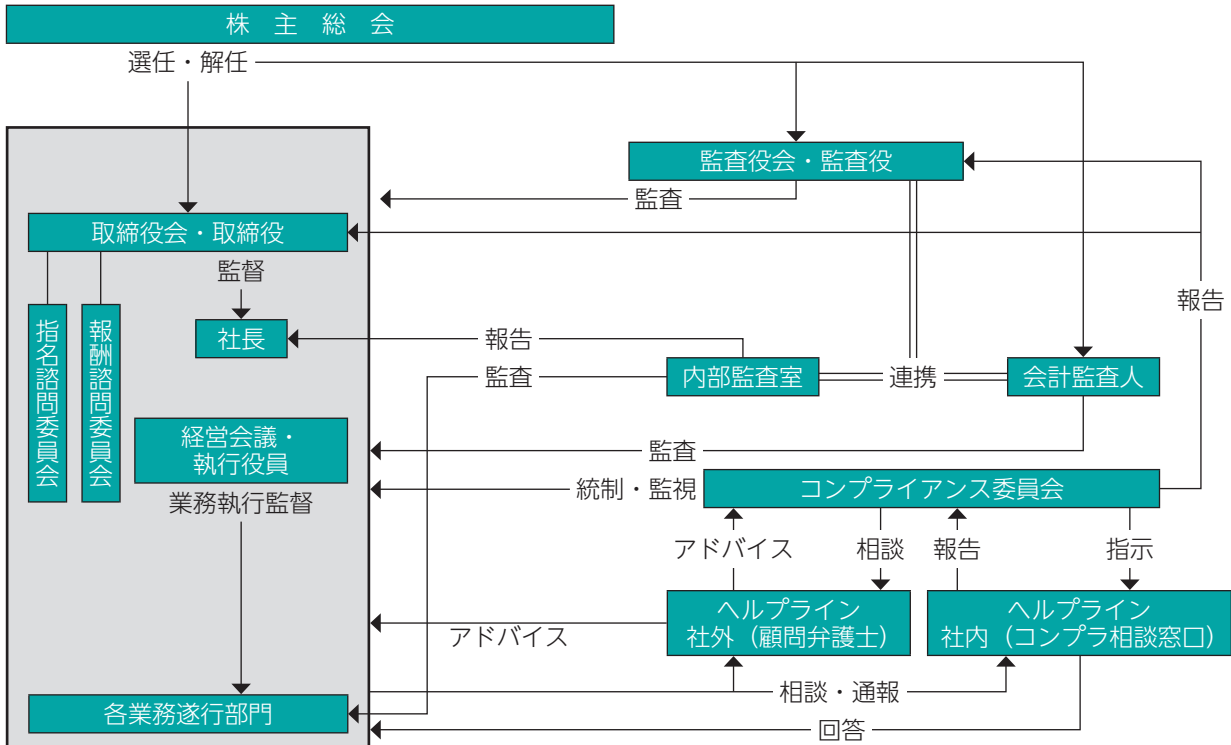 株主総会
選任・解任
監査役会・監査役
監査
取締役会・取締役
監督
報告
指名諮問委員会
報酬諮問委員会
社長
報告
監査
内部監査室
連携
会計監査人
経営会議・
執行役員
監査
業務執行監督
統制・監視
コンプライアンス委員会
アドバイス
相談
報告
指示
ヘルプライン
社外（顧問弁護士）
ヘルプライン
社内（コンプラ相談窓口）
アドバイス
相談・通報
各業務遂行部門
回答